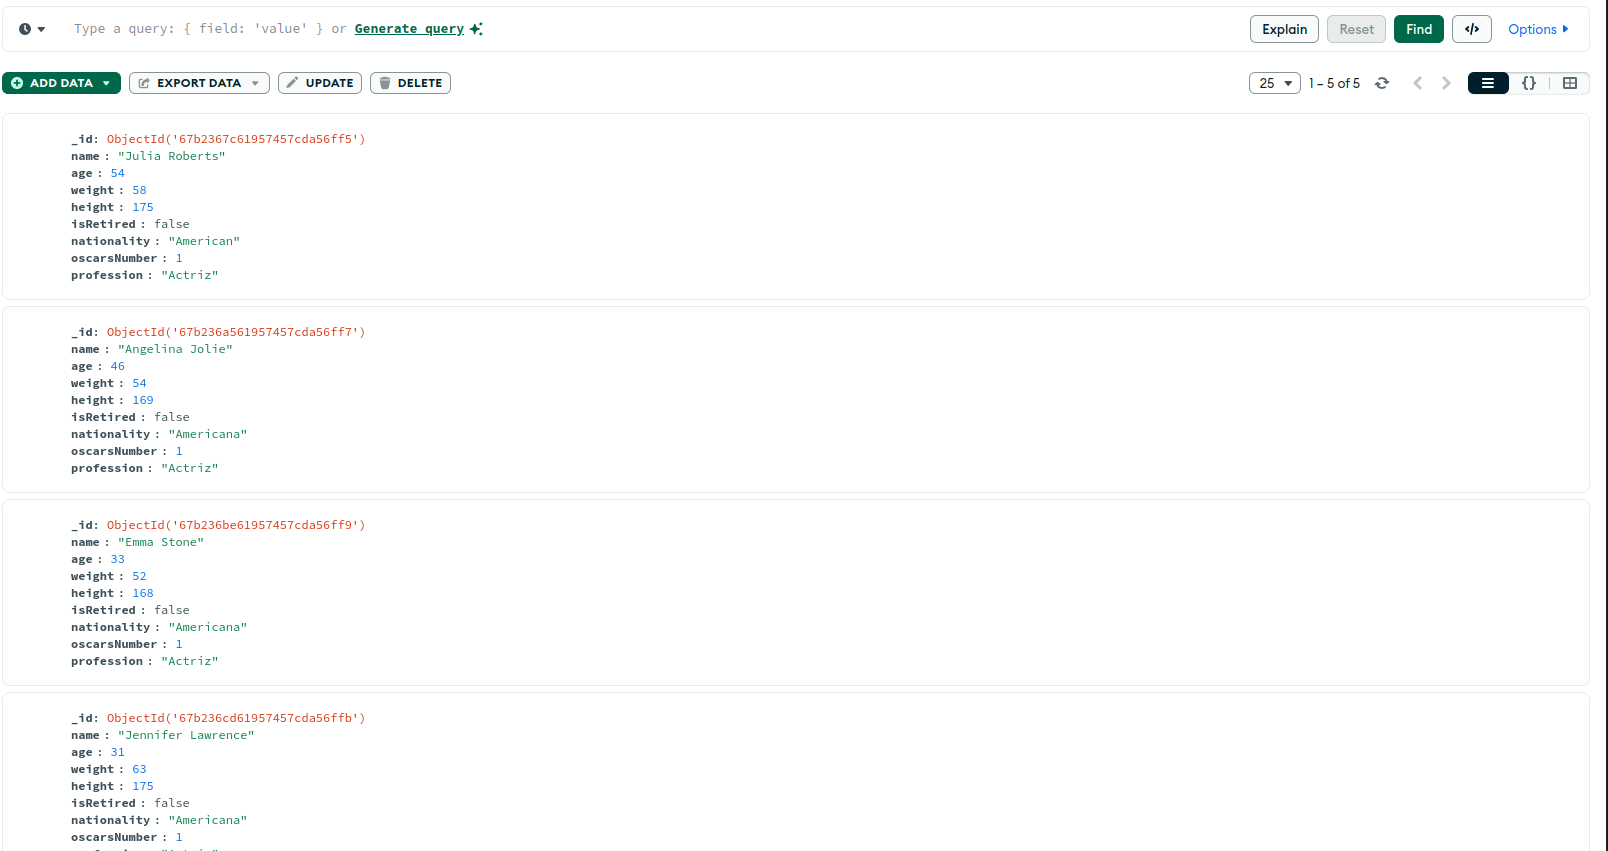 Type a query: { field: 'value' } or Generate query
Explain
Reset
Find
</>
Options
ADD DATA
EXPORT DATA
UPDATE
DELETE
25
1 – 5 of 5
{}
_id: ObjectId('67b2367c61957457cda56ff5')
name : "Julia Roberts"
age : 54
weight : 58
height : 175
isRetired : false
nationality : "American"
oscarsNumber : 1
profession : "Actriz"
_id: ObjectId('67b236a561957457cda56ff7')
name : "Angelina Jolie"
age : 46
weight : 54
height : 169
isRetired : false
nationality : "Americana"
oscarsNumber : 1
profession : "Actriz"
_id: ObjectId('67b236be61957457cda56ff9')
name : "Emma Stone"
age : 33
weight : 52
height : 168
isRetired : false
nationality : "Americana"
oscarsNumber : 1
profession : "Actriz"
_id: ObjectId('67b236cd61957457cda56ffb')
name : "Jennifer Lawrence"
age : 31
weight : 63
height : 175
isRetired : false
nationality : "Americana"
oscarsNumber : 1